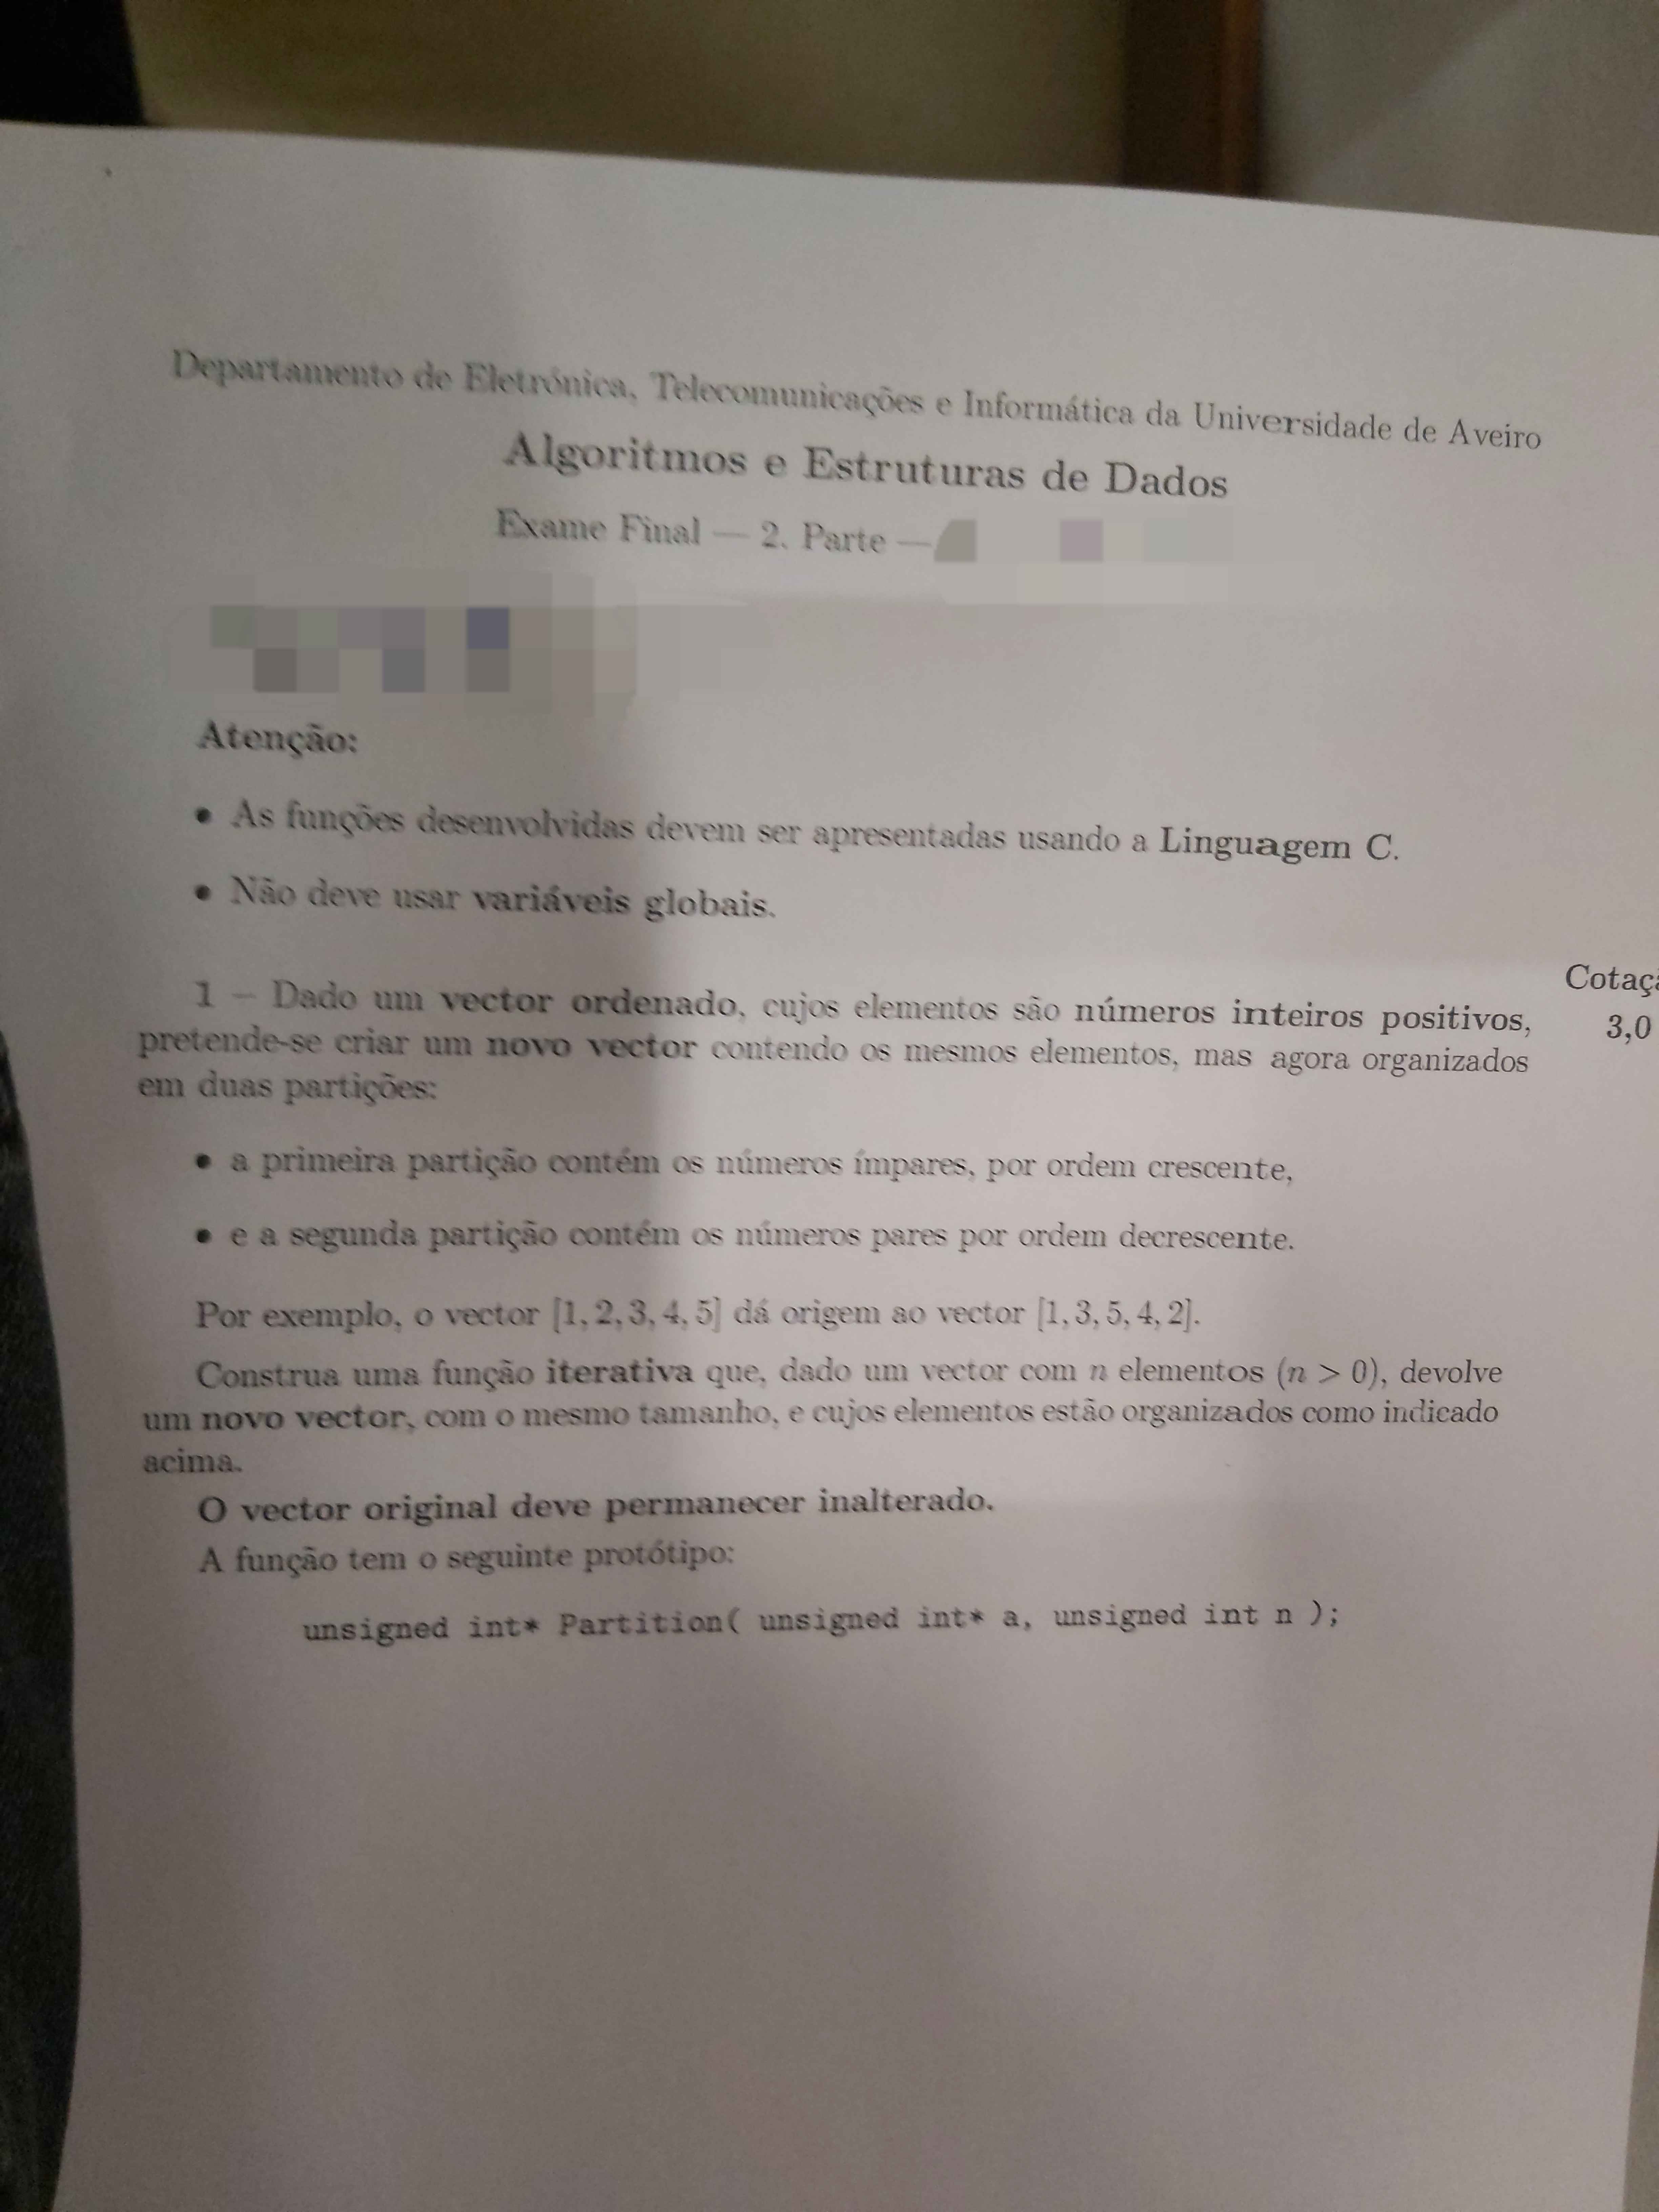 Departamento de Eletrónica, Telecomunicações e Informática da Universidade de Aveiro
Algoritmos e Estruturas de Dados
Exame Final — 2. Parte —
Atenção:
• As funções desenvolvidas devem ser apresentadas usando a Linguagem C.
• Não deve usar variáveis globais.
Cotaçã
1 – Dado um vector ordenado, cujos elementos são números inteiros positivos, 3,0
pretende-se criar um novo vector contendo os mesmos elementos, mas agora organizados
em duas partições:
• a primeira partição contém os números ímpares, por ordem crescente,
• e a segunda partição contém os números pares por ordem decrescente.
Por exemplo, o vector [1, 2, 3, 4, 5] dá origem ao vector [1, 3, 5, 4, 2].
Construa uma função iterativa que, dado um vector com n elementos (n > 0), devolve
um novo vector, com o mesmo tamanho, e cujos elementos estão organizados como indicado
acima.
O vector original deve permanecer inalterado.
A função tem o seguinte protótipo:
unsigned int* Partition( unsigned int* a, unsigned int n );